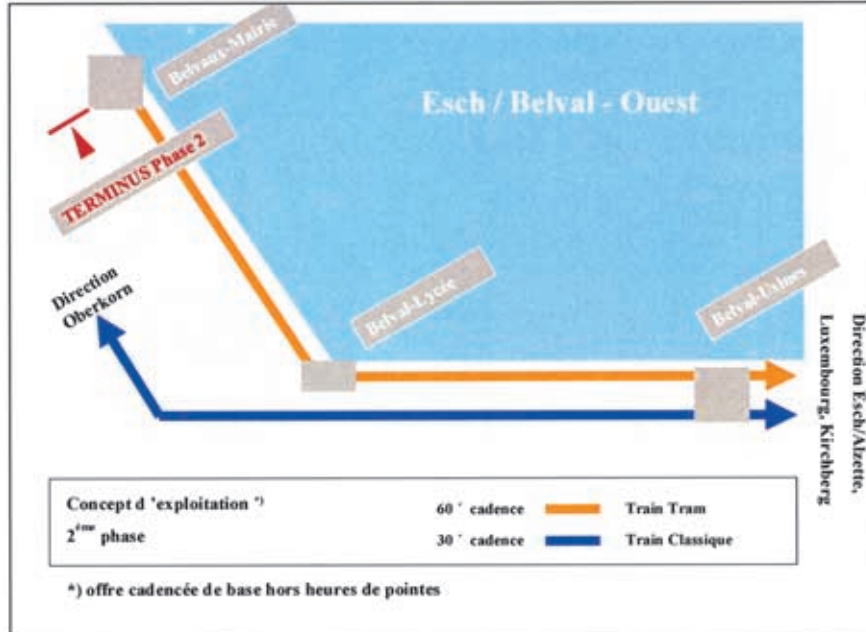 Belvaux-Mairie
Esch / Belval - Ouest
TERMINUS Phase 2
Direction
Oberkorn
Belval-Lycée
Belval-Usines
Direction Esch/Alzette,
Luxembourg, Kirchberg
Concept d 'exploitation *)
2ème phase
60 ' cadence
Train Tram
30 ' cadence
Train Classique
*) offre cadencée de base hors heures de pointes